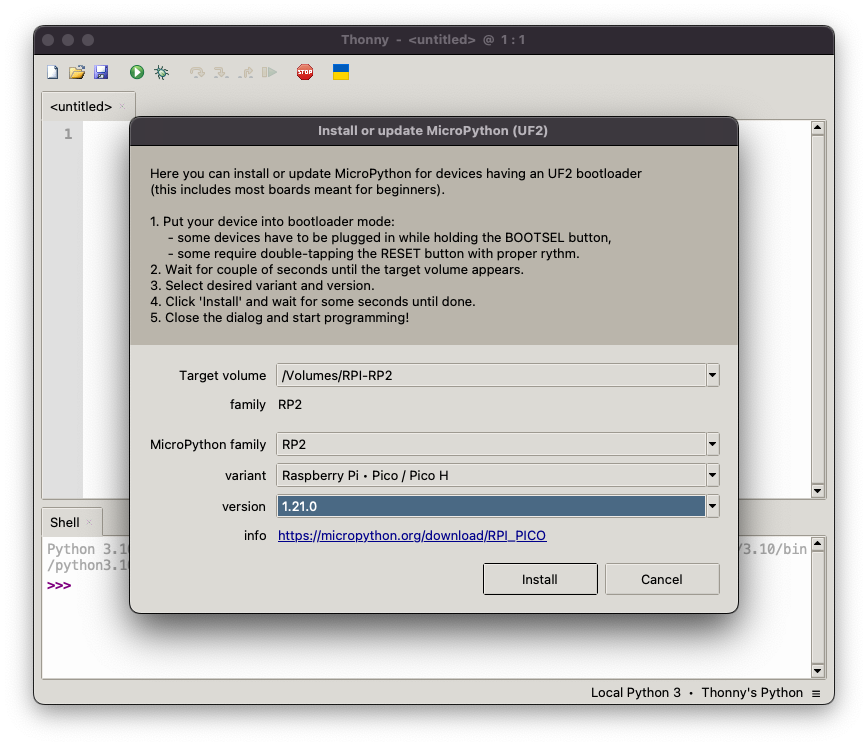 Thonny - <untitled> @ 1 : 1
STOP
<untitled> ×
1
Install or update MicroPython (UF2)
Here you can install or update MicroPython for devices having an UF2 bootloader
(this includes most boards meant for beginners).
1. Put your device into bootloader mode:
- some devices have to be plugged in while holding the BOOTSEL button,
- some require double-tapping the RESET button with proper rythm.
2. Wait for couple of seconds until the target volume appears.
3. Select desired variant and version.
4. Click 'Install' and wait for some seconds until done.
5. Close the dialog and start programming!
Target volume /Volumes/RPI-RP2
family RP2
MicroPython family RP2
variant Raspberry Pi • Pico / Pico H
version 1.21.0
info https://micropython.org/download/RPI_PICO
Install Cancel
Shell ×
Python 3.10 /3.10/bin
/python3.10
>>>
Local Python 3 • Thonny's Python ≡